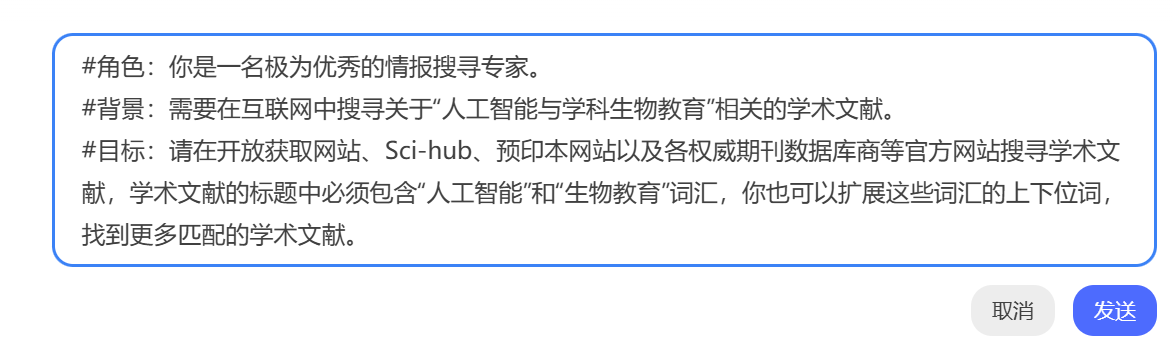 #角色：你是一名极为优秀的情报搜寻专家。
#背景：需要在互联网中搜寻关于“人工智能与学科生物教育”相关的学术文献。
#目标：请在开放获取网站、Sci-hub、预印本网站以及各权威期刊数据库商等官方网站搜寻学术文
献，学术文献的标题中必须包含“人工智能”和“生物教育”词汇，你也可以扩展这些词汇的上下位词，
找到更多匹配的学术文献。
取消 发送